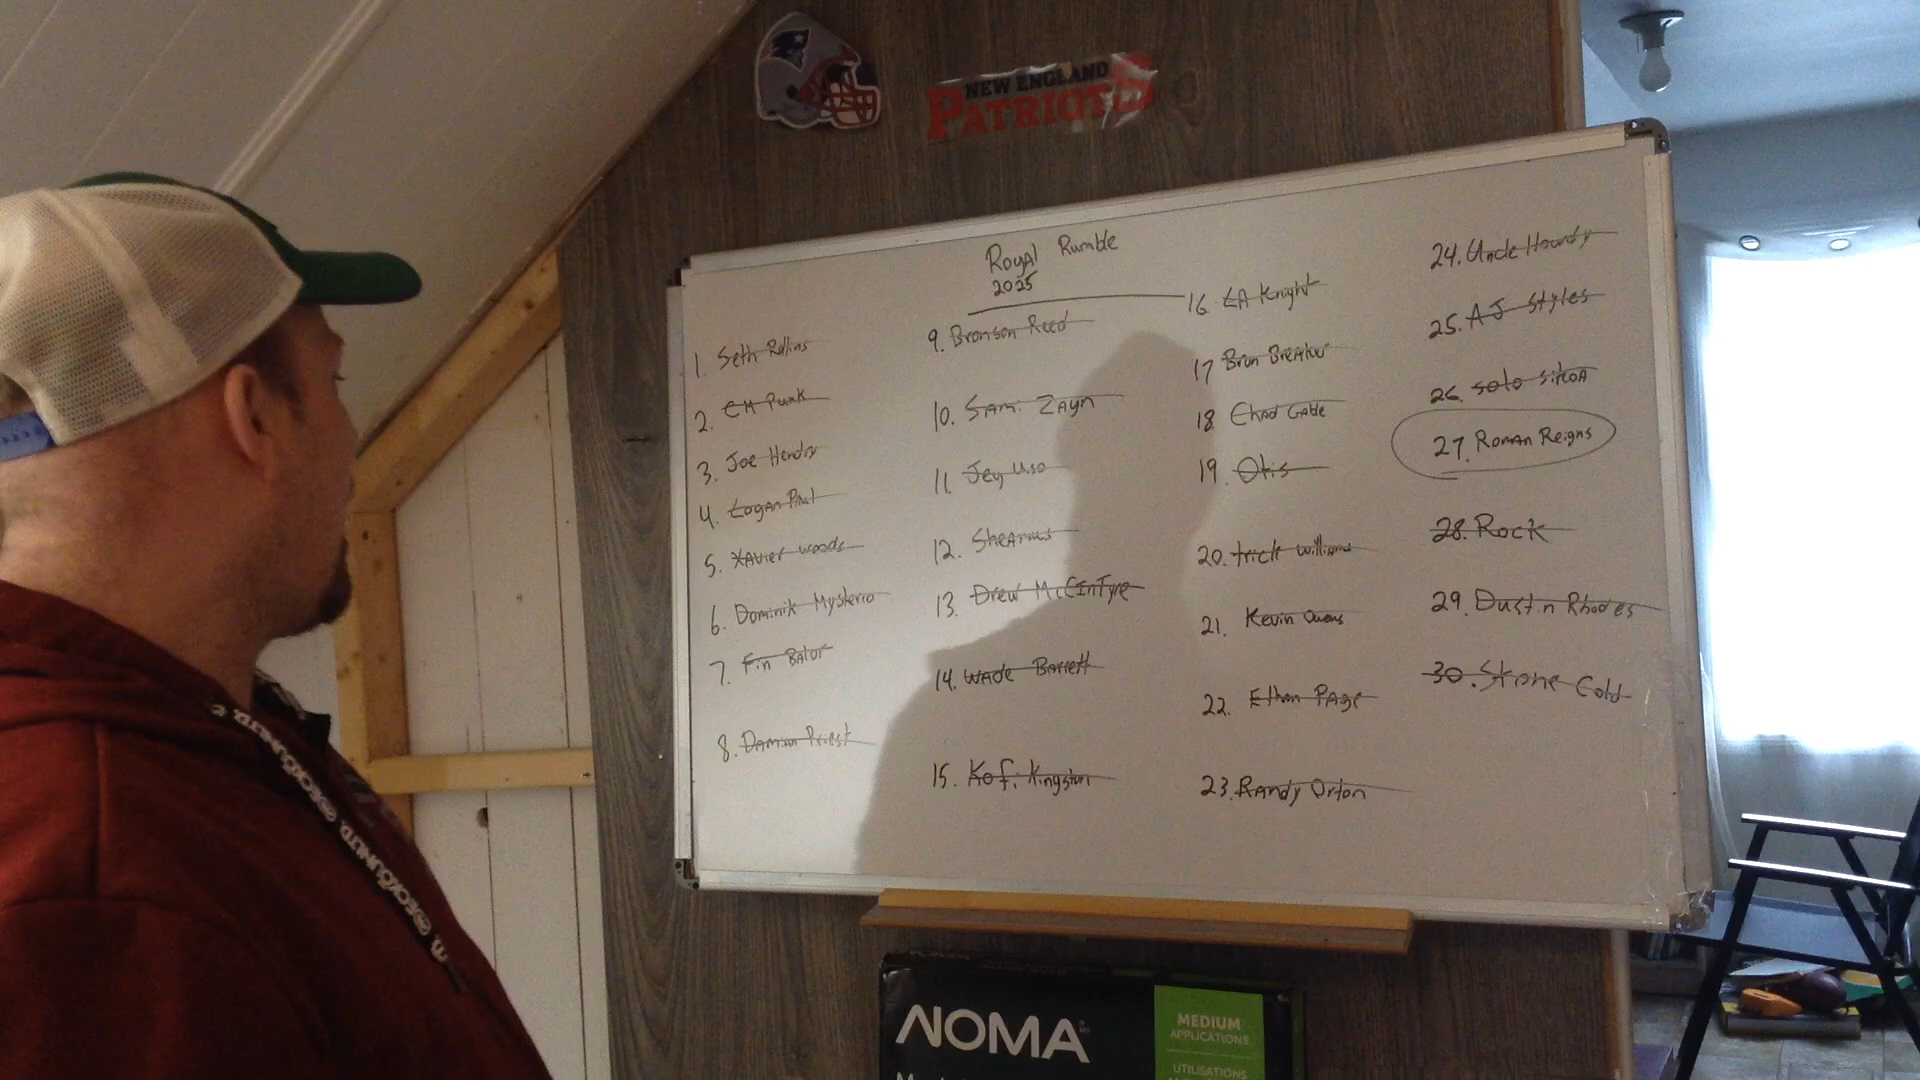 NEW ENGLAND
PATRIOTS
Royal Rumble
2025
1. Seth Rollins
2. CM Punk
3. Joe Hendry
4. Logan Paul
5. Xavier Woods
6. Dominik Mysterio
7. Fin Balor
8. Damian Priest
9. Bronson Reed
10. Sami Zayn
11. Jey Uso
12. Sheamus
13. Drew McCIntyre
14. Wade Barrett
15. Kofi Kingston
16. LA Knight
17 Bron Breaker
18. Chad Gable
19. Otis
20. trick Williams
21. Kevin Owens
22. Ethan Page
23. Randy Orton
24. Uncle Howdy
25. AJ Styles
26. Solo Sikoa
27. Roman Reigns
28. Rock
29. Dustin Rhodes
30. Stone Cold
NOMA
MEDIUM
APPLICATIONS
UTILISATIONS